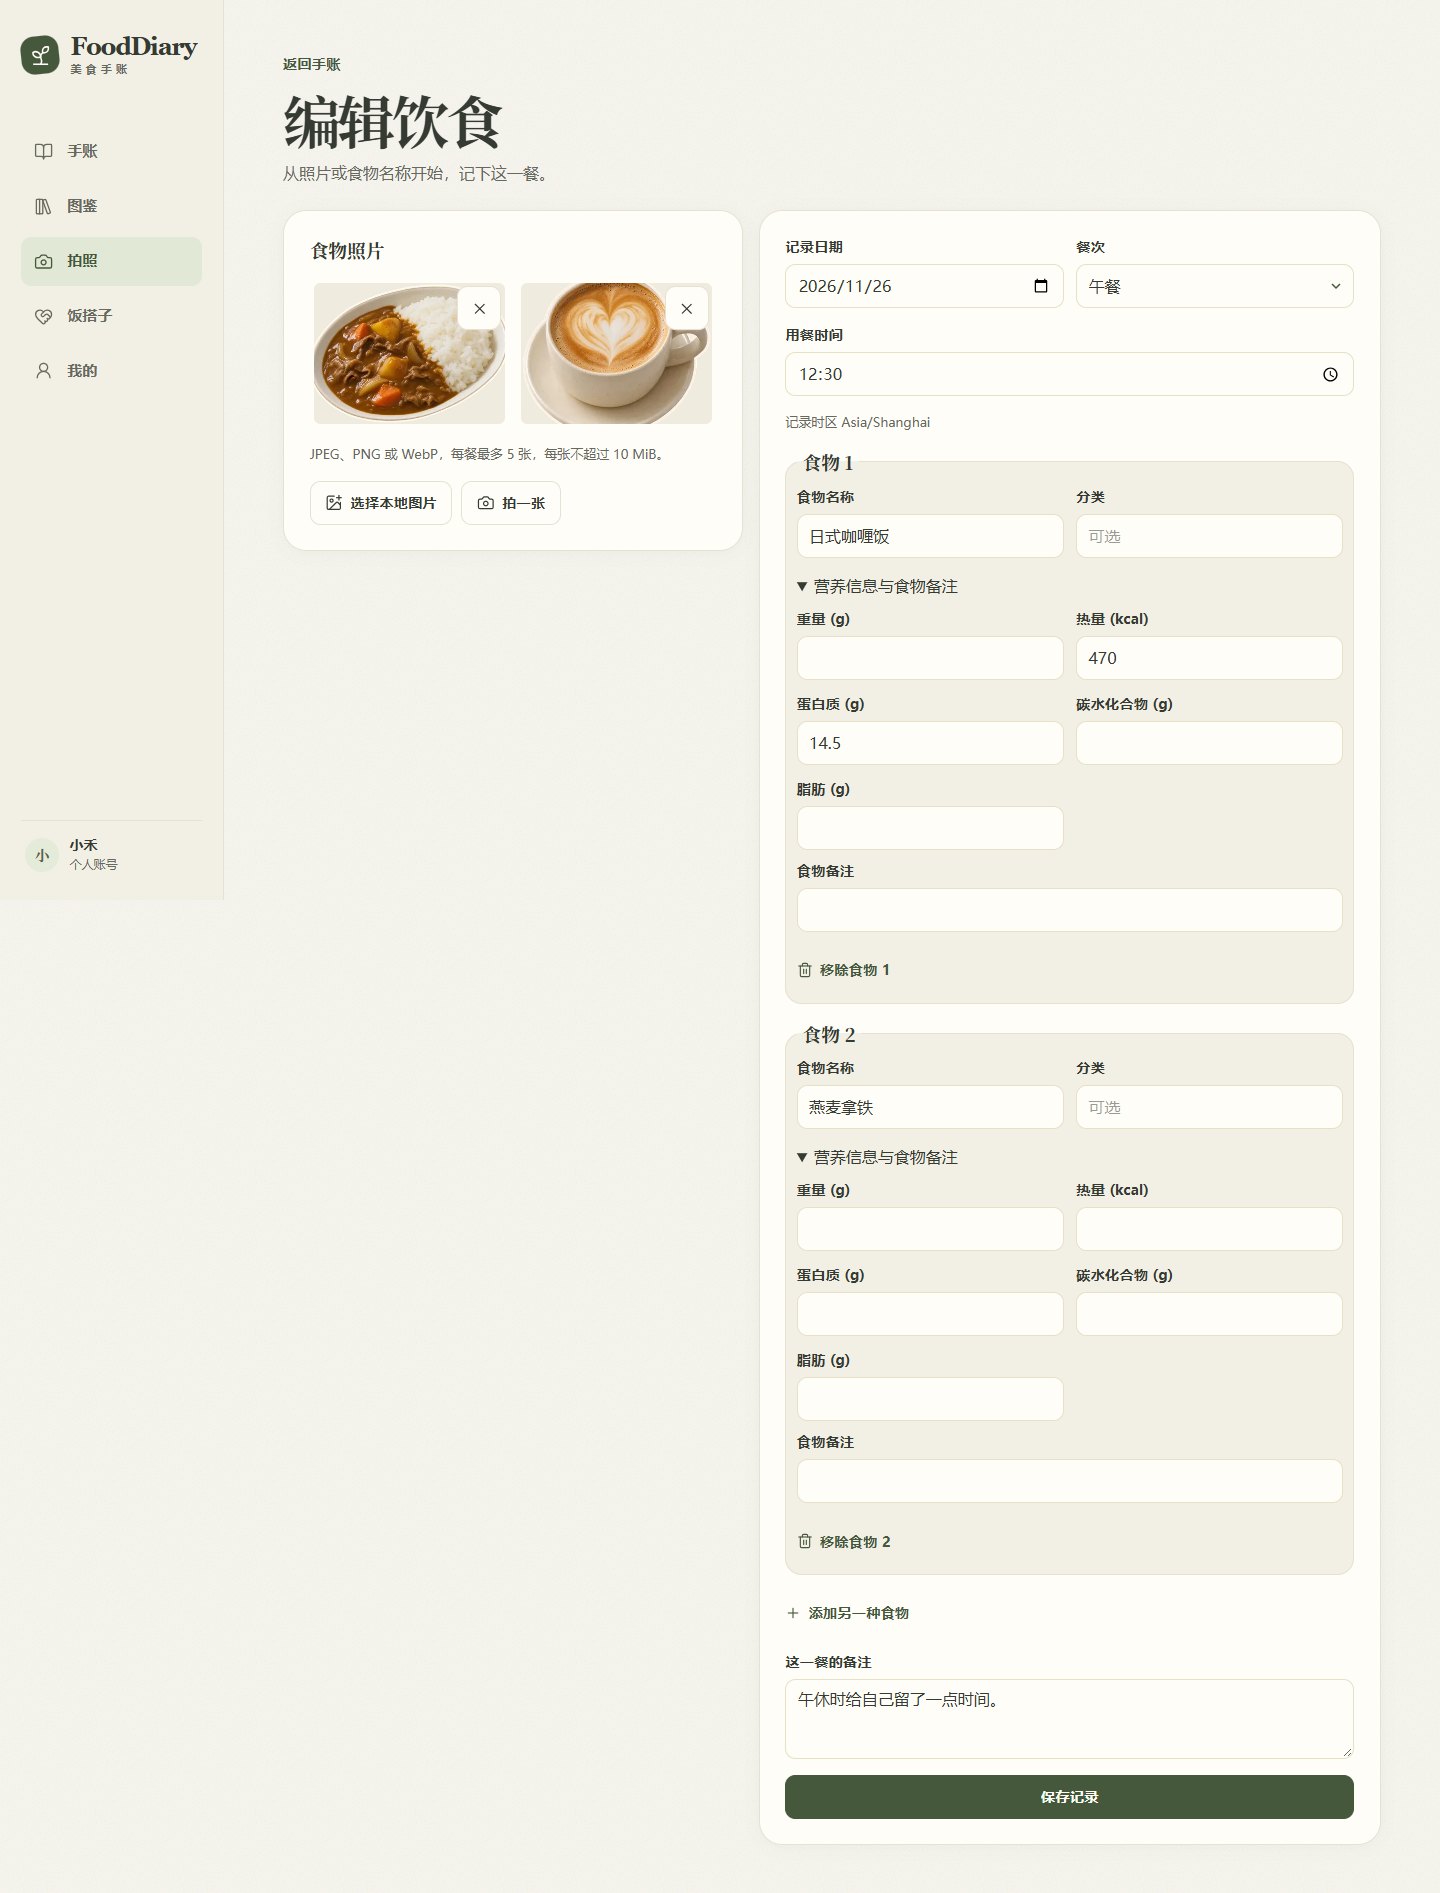 FoodDiary
美食手账
手账
图鉴
拍照
饭搭子
我的
小
小禾
个人账号
返回手账
编辑饮食
从照片或食物名称开始，记下这一餐。
食物照片
JPEG、PNG 或 WebP，每餐最多 5 张，每张不超过 10 MiB。
选择本地图片
拍一张
记录日期
餐次
2026/11/26
午餐
用餐时间
12:30
记录时区 Asia/Shanghai
食物 1
食物名称
分类
日式咖喱饭
可选
▼ 营养信息与食物备注
重量 (g)
热量 (kcal)
470
蛋白质 (g)
碳水化合物 (g)
14.5
脂肪 (g)
食物备注
移除食物 1
食物 2
食物名称
分类
燕麦拿铁
可选
▼ 营养信息与食物备注
重量 (g)
热量 (kcal)
蛋白质 (g)
碳水化合物 (g)
脂肪 (g)
食物备注
移除食物 2
添加另一种食物
这一餐的备注
午休时给自己留了一点时间。
保存记录